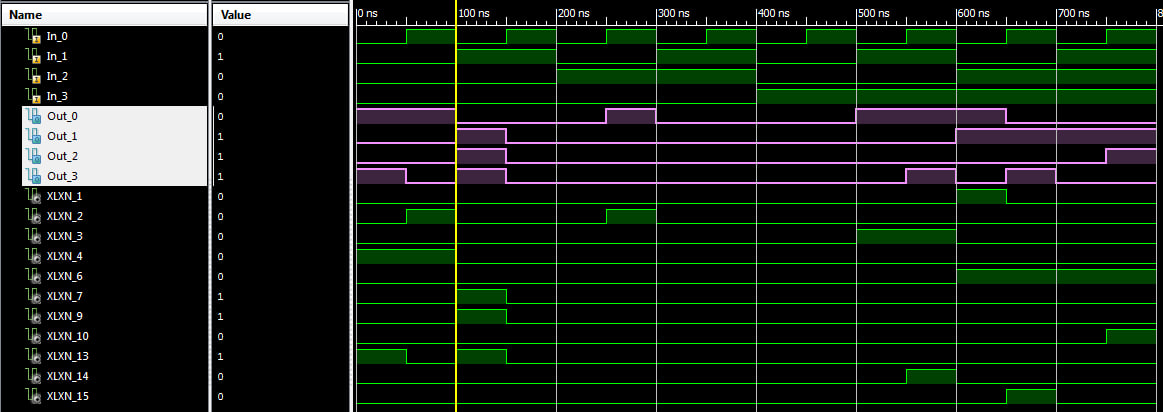 Name Value 0 ns 100 ns 200 ns 300 ns 400 ns 500 ns 600 ns 700 ns 8
In_0 0
In_1 1
In_2 0
In_3 0
Out_0 0
Out_1 1
Out_2 1
Out_3 1
XLXN_1 0
XLXN_2 0
XLXN_3 0
XLXN_4 0
XLXN_6 0
XLXN_7 1
XLXN_9 1
XLXN_10 0
XLXN_13 1
XLXN_14 0
XLXN_15 0